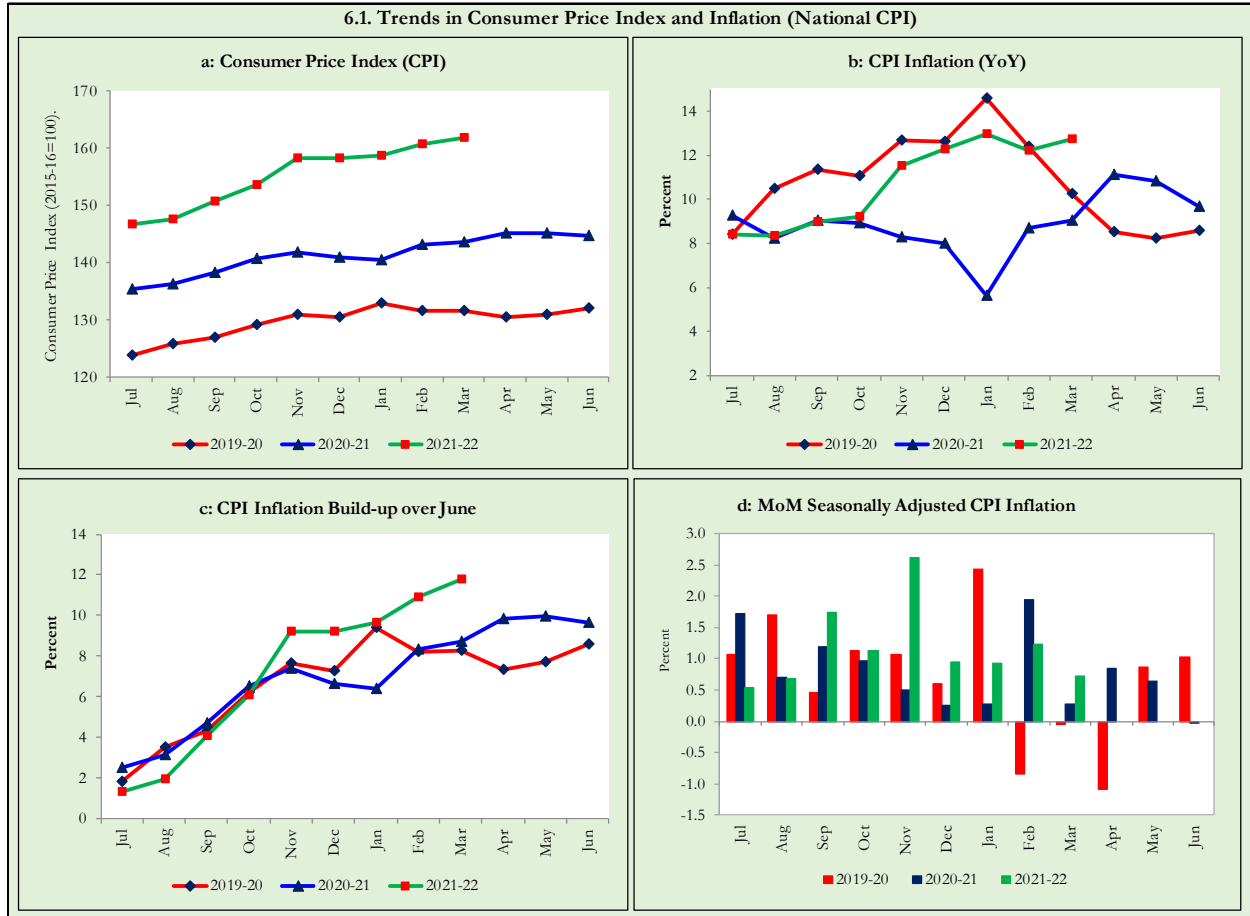 6.1. Trends in Consumer Price Index and Inflation (National CPI)
a: Consumer Price Index (CPI)
Consumer Price Index (2015-16=100).
170
160
150
140
130
120
Jul
Aug
Sep
Oct
Nov
Dec
Jan
Feb
Mar
Apr
May
Jun
2019-20 2020-21 2021-22
b: CPI Inflation (YoY)
Percent
14
12
10
8
6
4
2
Jul
Aug
Sep
Oct
Nov
Dec
Jan
Feb
Mar
Apr
May
Jun
2019-20 2020-21 2021-22
c: CPI Inflation Build-up over June
Percent
14
12
10
8
6
4
2
0
Jul
Aug
Sep
Oct
Nov
Dec
Jan
Feb
Mar
Apr
May
Jun
2019-20 2020-21 2021-22
d: MoM Seasonally Adjusted CPI Inflation
Percent
3.0
2.5
2.0
1.5
1.0
0.5
0.0
-0.5
-1.0
-1.5
Jul
Aug
Sep
Oct
Nov
Dec
Jan
Feb
Mar
Apr
May
Jun
2019-20 2020-21 2021-22